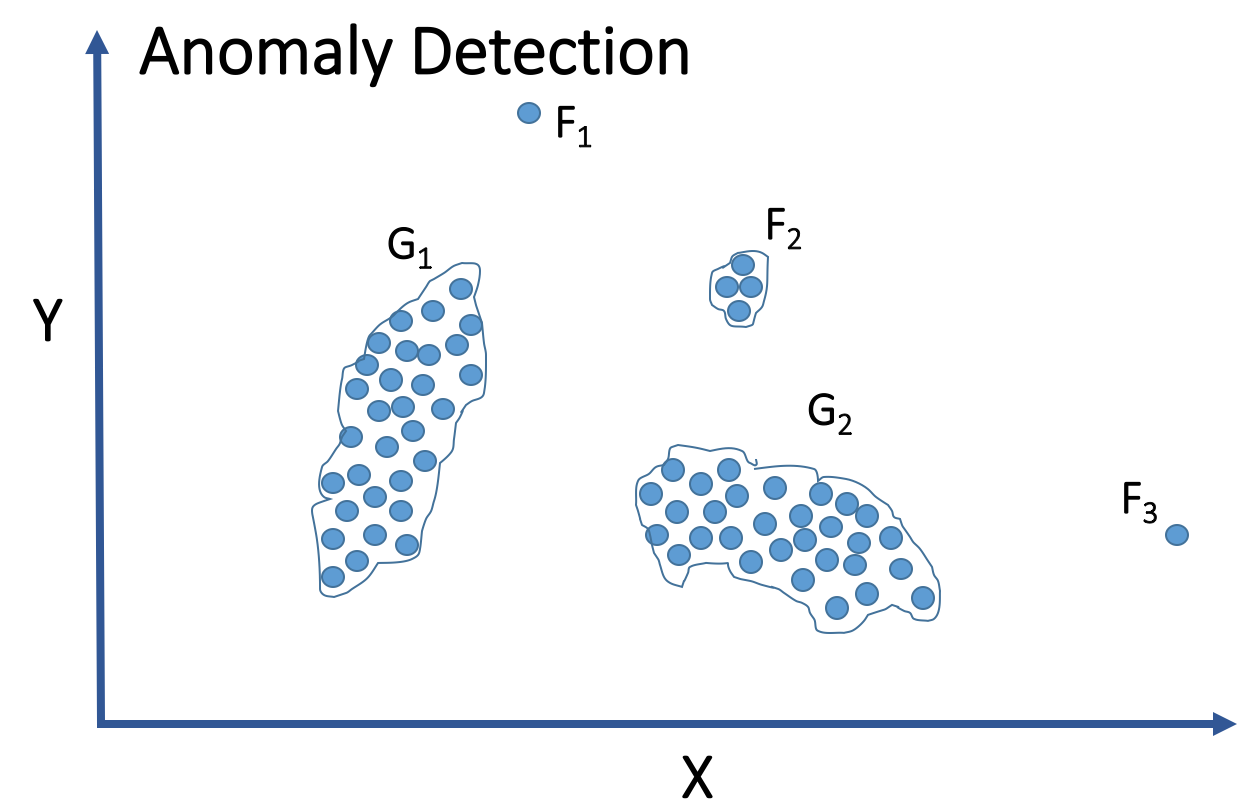 Anomaly Detection
F₁
F₂
G₁
Y
G₂
F₃
X